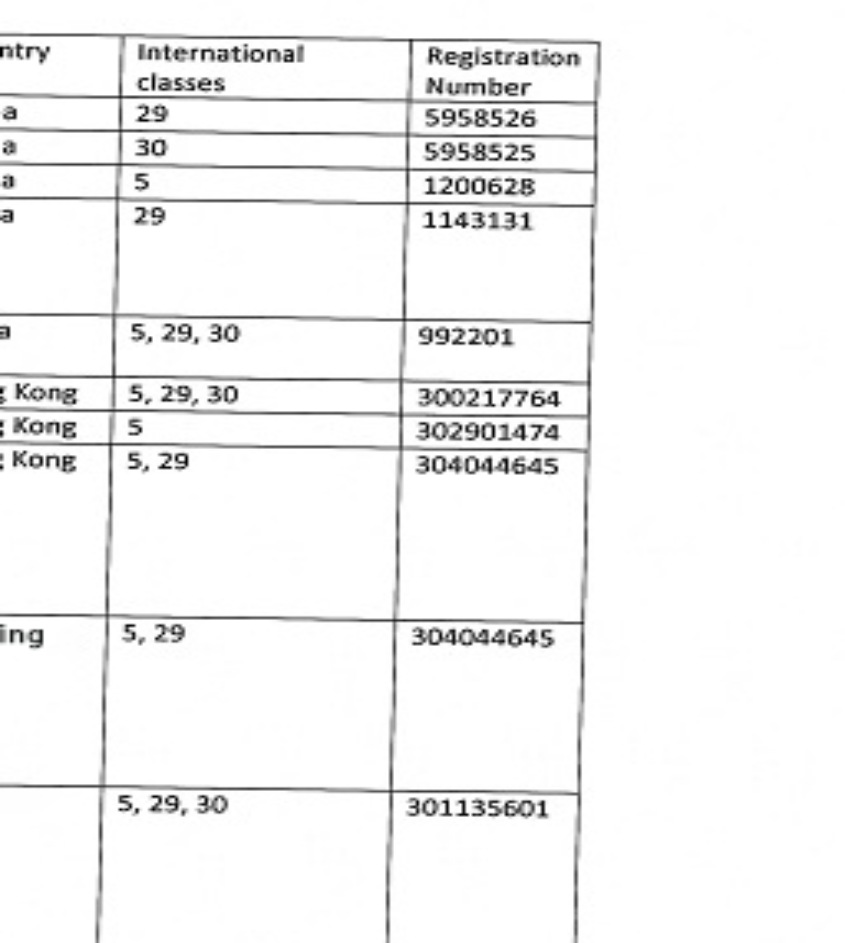 ntry International Registration
classes Number
a 29 5958526
a 30 5958525
a 5 1200628
a 29 1143131
a 5, 29, 30 992201
g Kong 5, 29, 30 300217764
g Kong 5 302901474
g Kong 5, 29 304044645
ing 5, 29 304044645
5, 29, 30 301135601